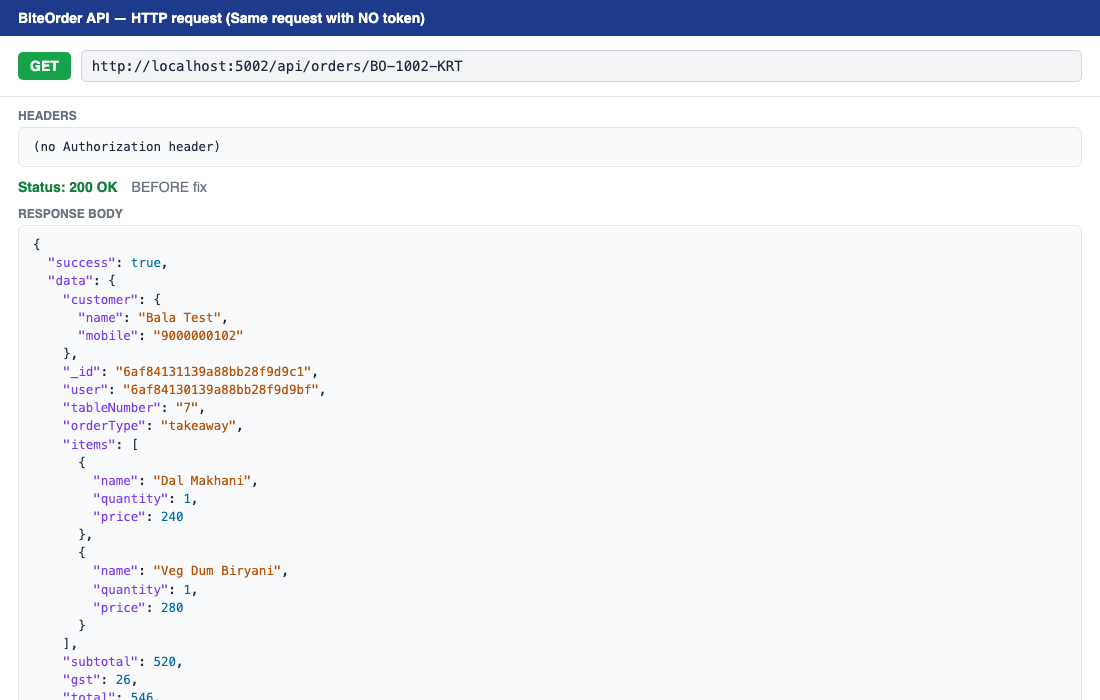 BiteOrder API — HTTP request (Same request with NO token)
GET http://localhost:5002/api/orders/BO-1002-KRT
HEADERS
(no Authorization header)
Status: 200 OK BEFORE fix
RESPONSE BODY
{
  "success": true,
  "data": {
    "customer": {
      "name": "Bala Test",
      "mobile": "9000000102"
    },
    "_id": "6af84131139a88bb28f9d9c1",
    "user": "6af84130139a88bb28f9d9bf",
    "tableNumber": "7",
    "orderType": "takeaway",
    "items": [
      {
        "name": "Dal Makhani",
        "quantity": 1,
        "price": 240
      },
      {
        "name": "Veg Dum Biryani",
        "quantity": 1,
        "price": 280
      }
    ],
    "subtotal": 520,
    "gst": 26,
    "total": 546,